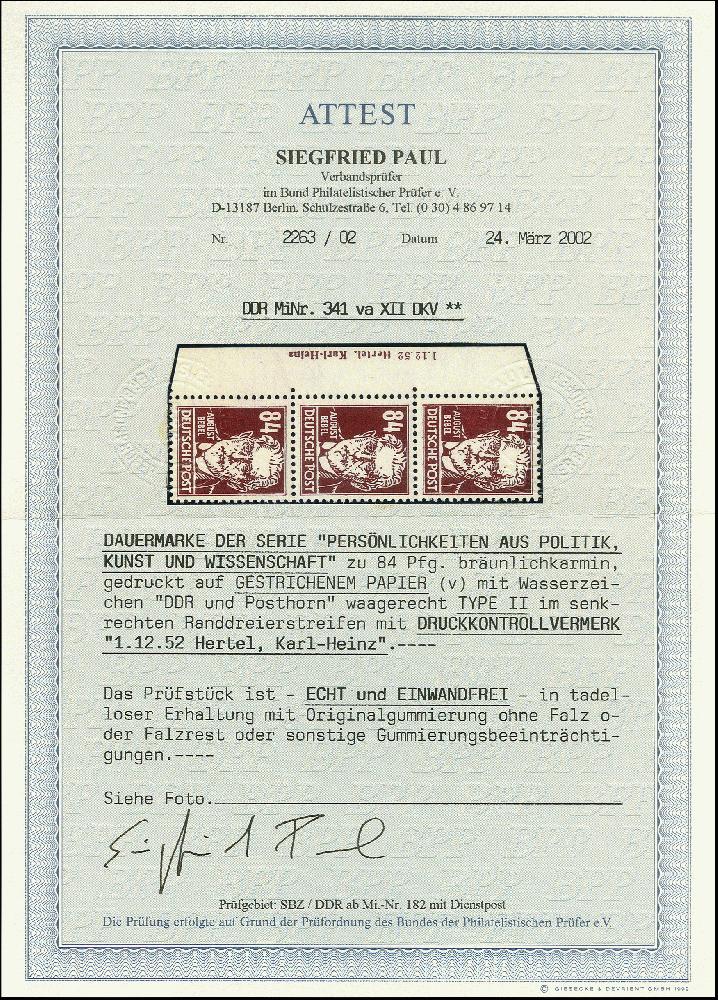 ATTEST
SIEGFRIED PAUL
Verbandsprüfer
im Bund Philatelistischer Prüfer e. V.
D-13187 Berlin, Schulzestraße 6, Tel. (0 30) 4 86 97 14
Nr. 2263 / 02 Datum 24. März 2002
DDR MiNr. 341 va XII DKV **
1.12.52 Hertel, Karl-Heinz
84 AUGUST BEBEL DEUTSCHE POST
84 AUGUST BEBEL DEUTSCHE POST
84 AUGUST BEBEL DEUTSCHE POST
DAUERMARKE DER SERIE "PERSÖNLICHKEITEN AUS POLITIK,
KUNST UND WISSENSCHAFT" zu 84 Pfg. bräunlichkarmin,
gedruckt auf GESTRICHENEM PAPIER (v) mit Wasserzei-
chen "DDR und Posthorn" waagerecht TYPE II im senk-
rechten Randdreierstreifen mit DRUCKKONTROLLVERMERK
"1.12.52 Hertel, Karl-Heinz".----
Das Prüfstück ist - ECHT und EINWANDFREI - in tadel-
loser Erhaltung mit Originalgummierung ohne Falz o-
der Falzrest oder sonstige Gummierungsbeeinträchti-
gungen.----
Siehe Foto.
Siegfried Paul
Prüfgebiet: SBZ / DDR ab Mi.-Nr. 182 mit Dienstpost
Die Prüfung erfolgte auf Grund der Prüfordnung des Bundes der Philatelistischen Prüfer e.V.
© GIESECKE & DEVRIENT GMBH 1992